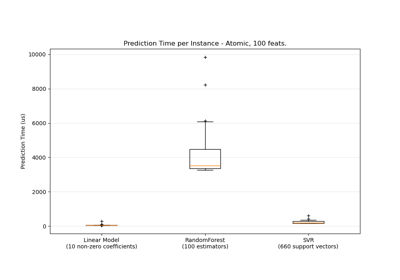 Prediction Time per Instance - Atomic, 100 feats.
10000
8000
6000
4000
2000
0
Prediction Time (us)
Linear Model
(10 non-zero coefficients)
RandomForest
(100 estimators)
SVR
(660 support vectors)